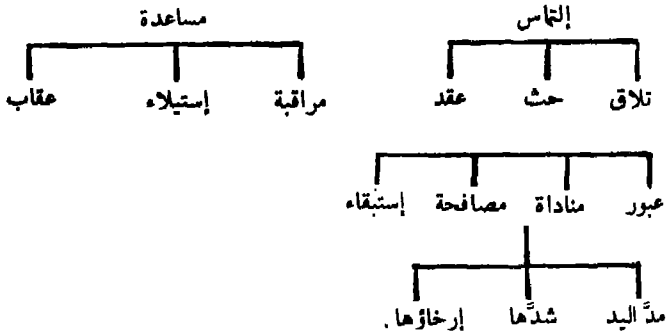 إلتماس مساعدة
تلاق حث عقد مراقبة إستيلاء عقاب
عبور مناداة مصافحة إستبقاء
مدَّ اليد شدَّها إرخاؤها.